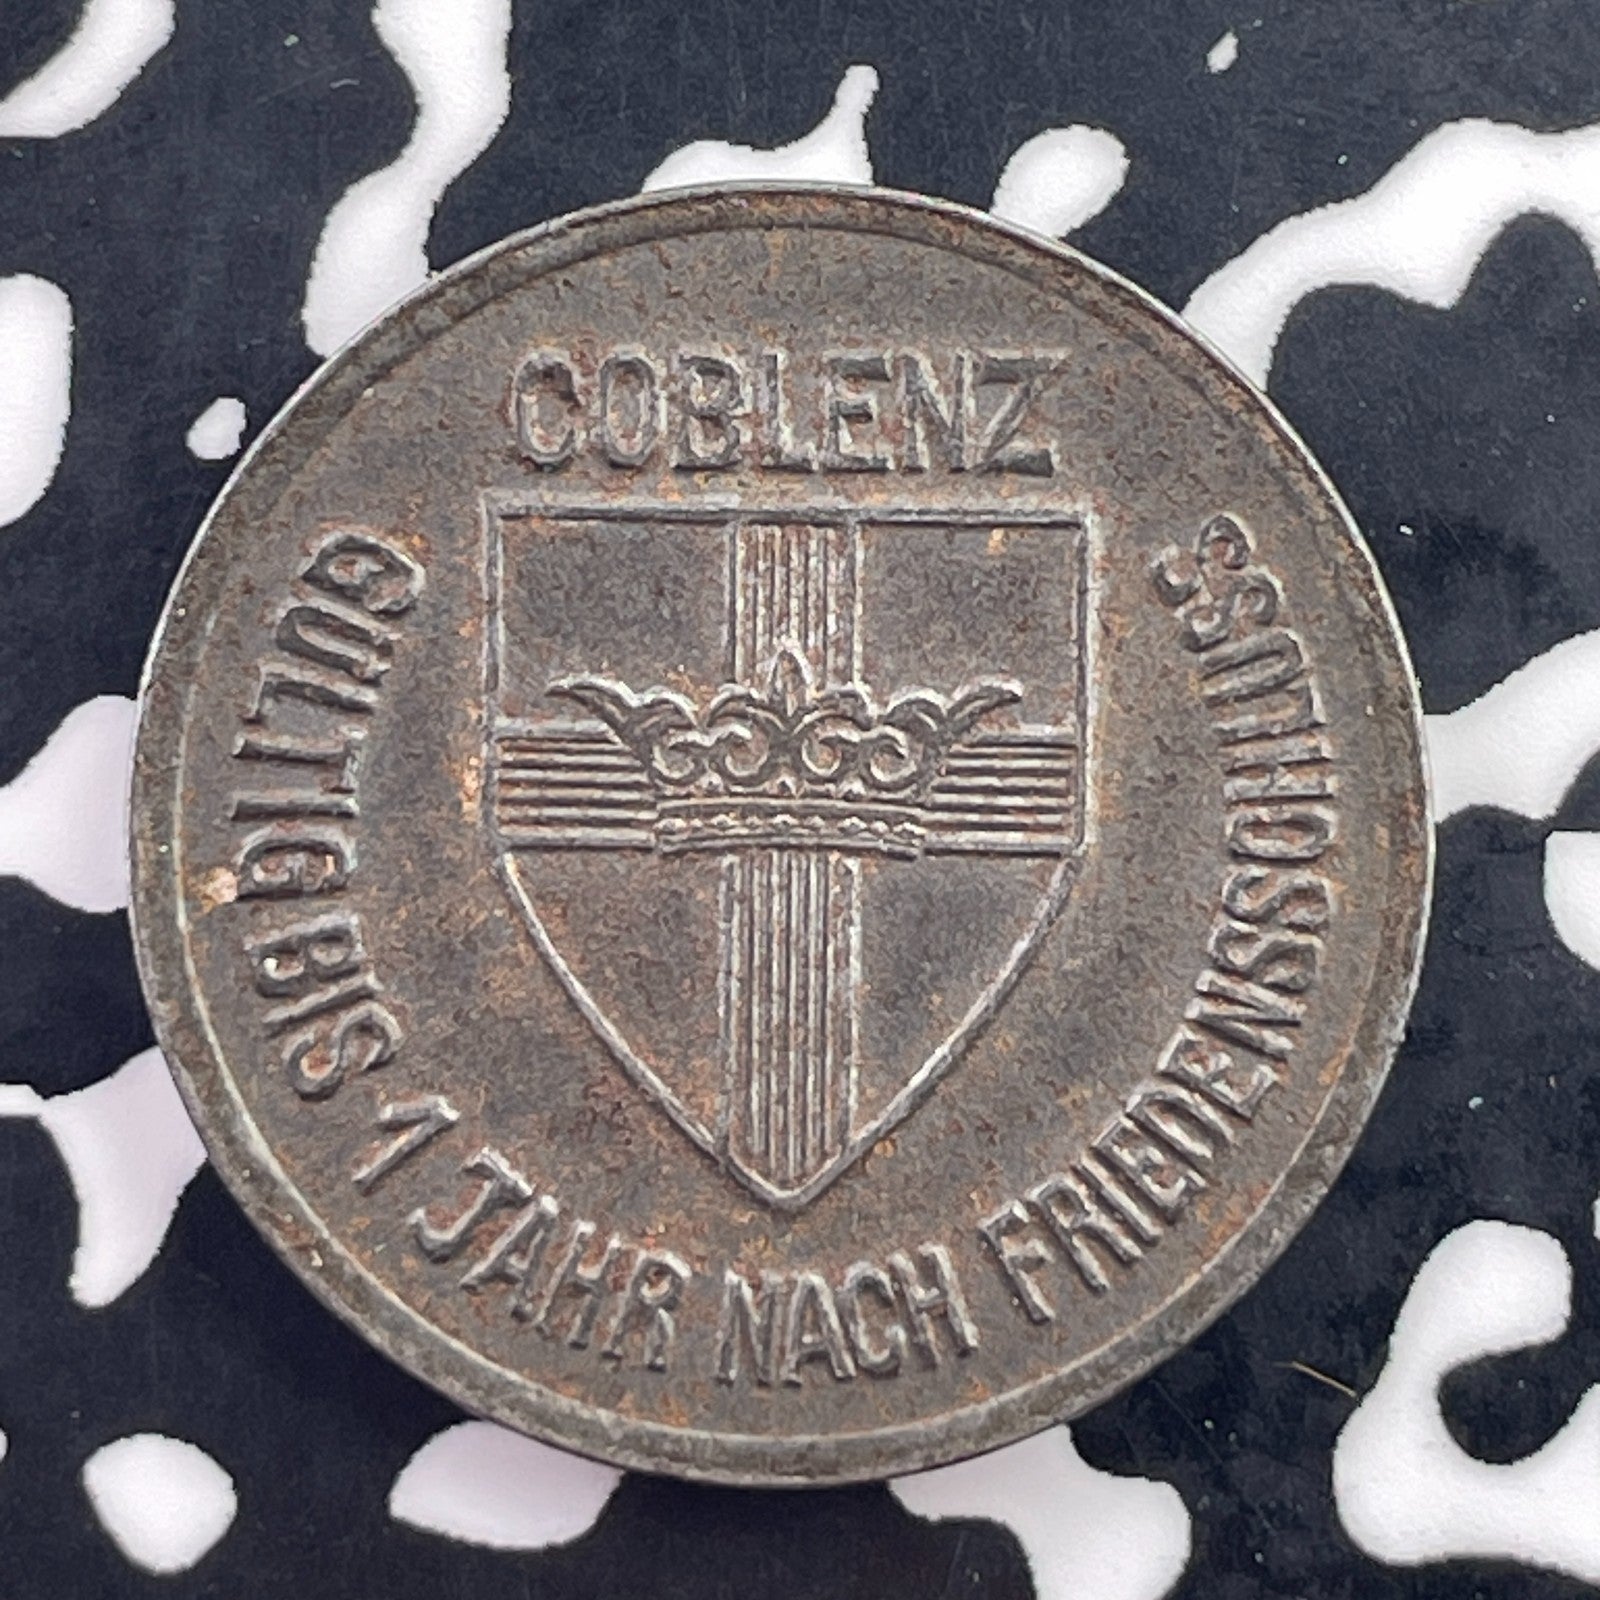 COBLENZ
GÜLTIG BIS 1 JAHR NACH FRIEDENSSCHLUSS